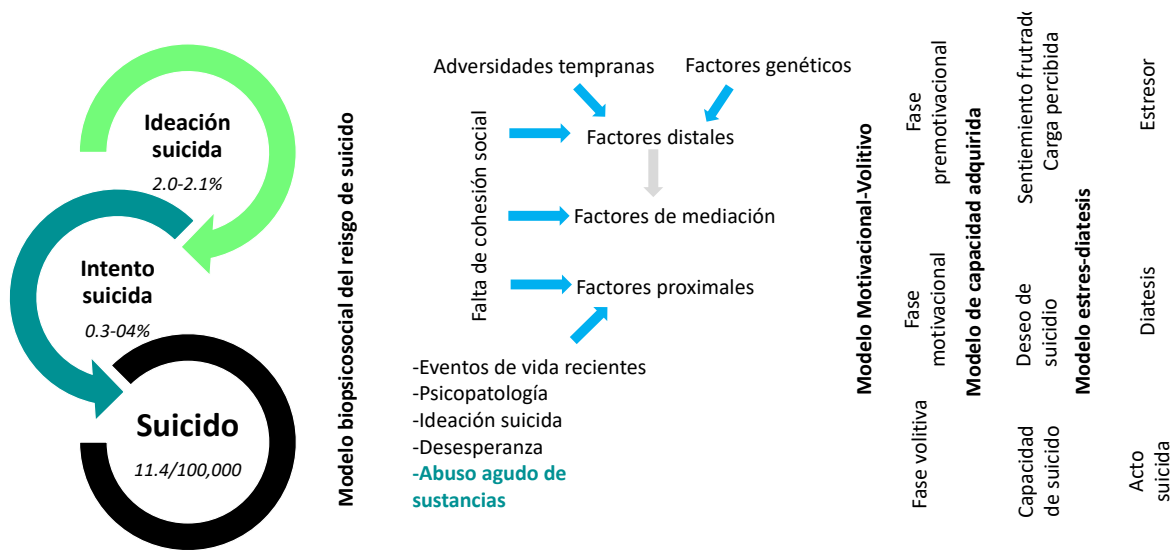 Ideación
suicida
2.0-2.1%
Intento
suicida
0.3-04%
Suicido
11.4/100,000
Modelo biopsicosocial del reisgo de suicido
Adversidades tempranas
Factores genéticos
Falta de cohesión social
Factores distales
Factores de mediación
Factores proximales
-Eventos de vida recientes
-Psicopatología
-Ideación suicida
-Desesperanza
-Abuso agudo de
sustancias
Modelo Motivacional-Volitivo
Fase
premotivacional
Fase
motivacional
Fase volitiva
Modelo de capacidad adquirida
Sentiemiento frutrado
Carga percibida
Deseo de
suicidio
Capacidad
de suicido
Modelo estres-diatesis
Estresor
Diatesis
Acto
suicida